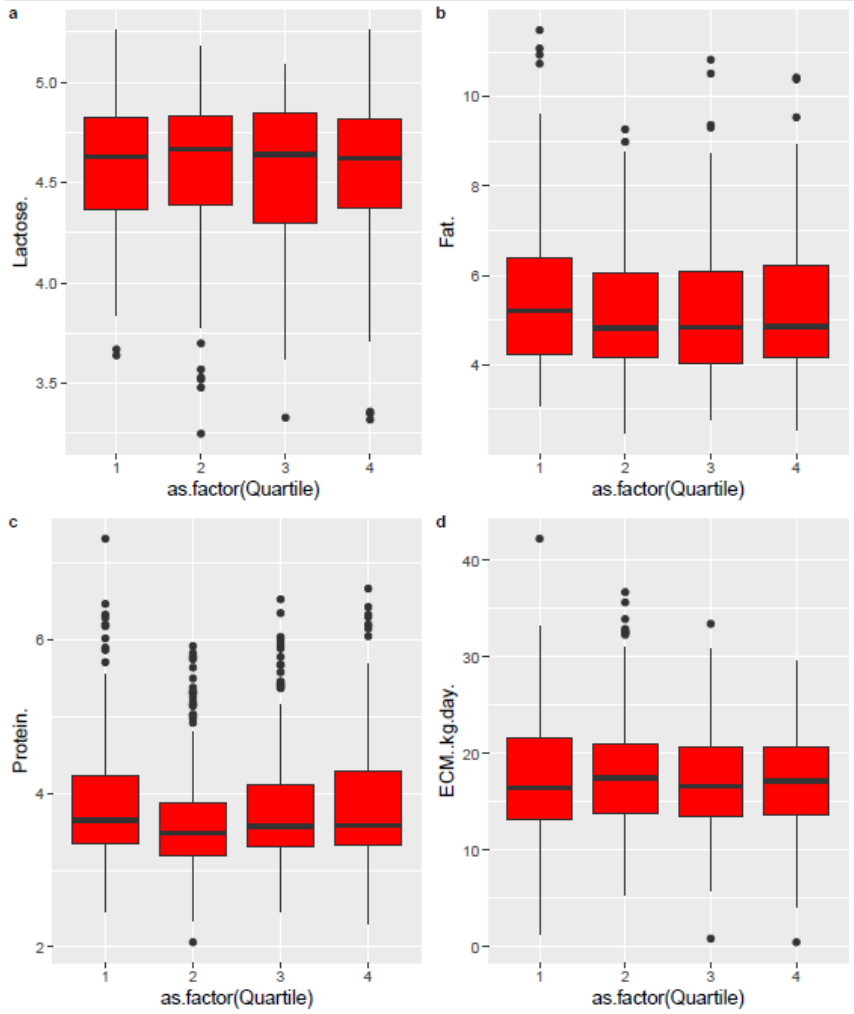 a
Lactose.
5.0
4.5
4.0
3.5
1 2 3 4
as.factor(Quartile)
b
Fat.
10
8
6
4
1 2 3 4
as.factor(Quartile)
c
Protein.
6
4
2
1 2 3 4
as.factor(Quartile)
d
ECM..kg.day.
40
30
20
10
0
1 2 3 4
as.factor(Quartile)